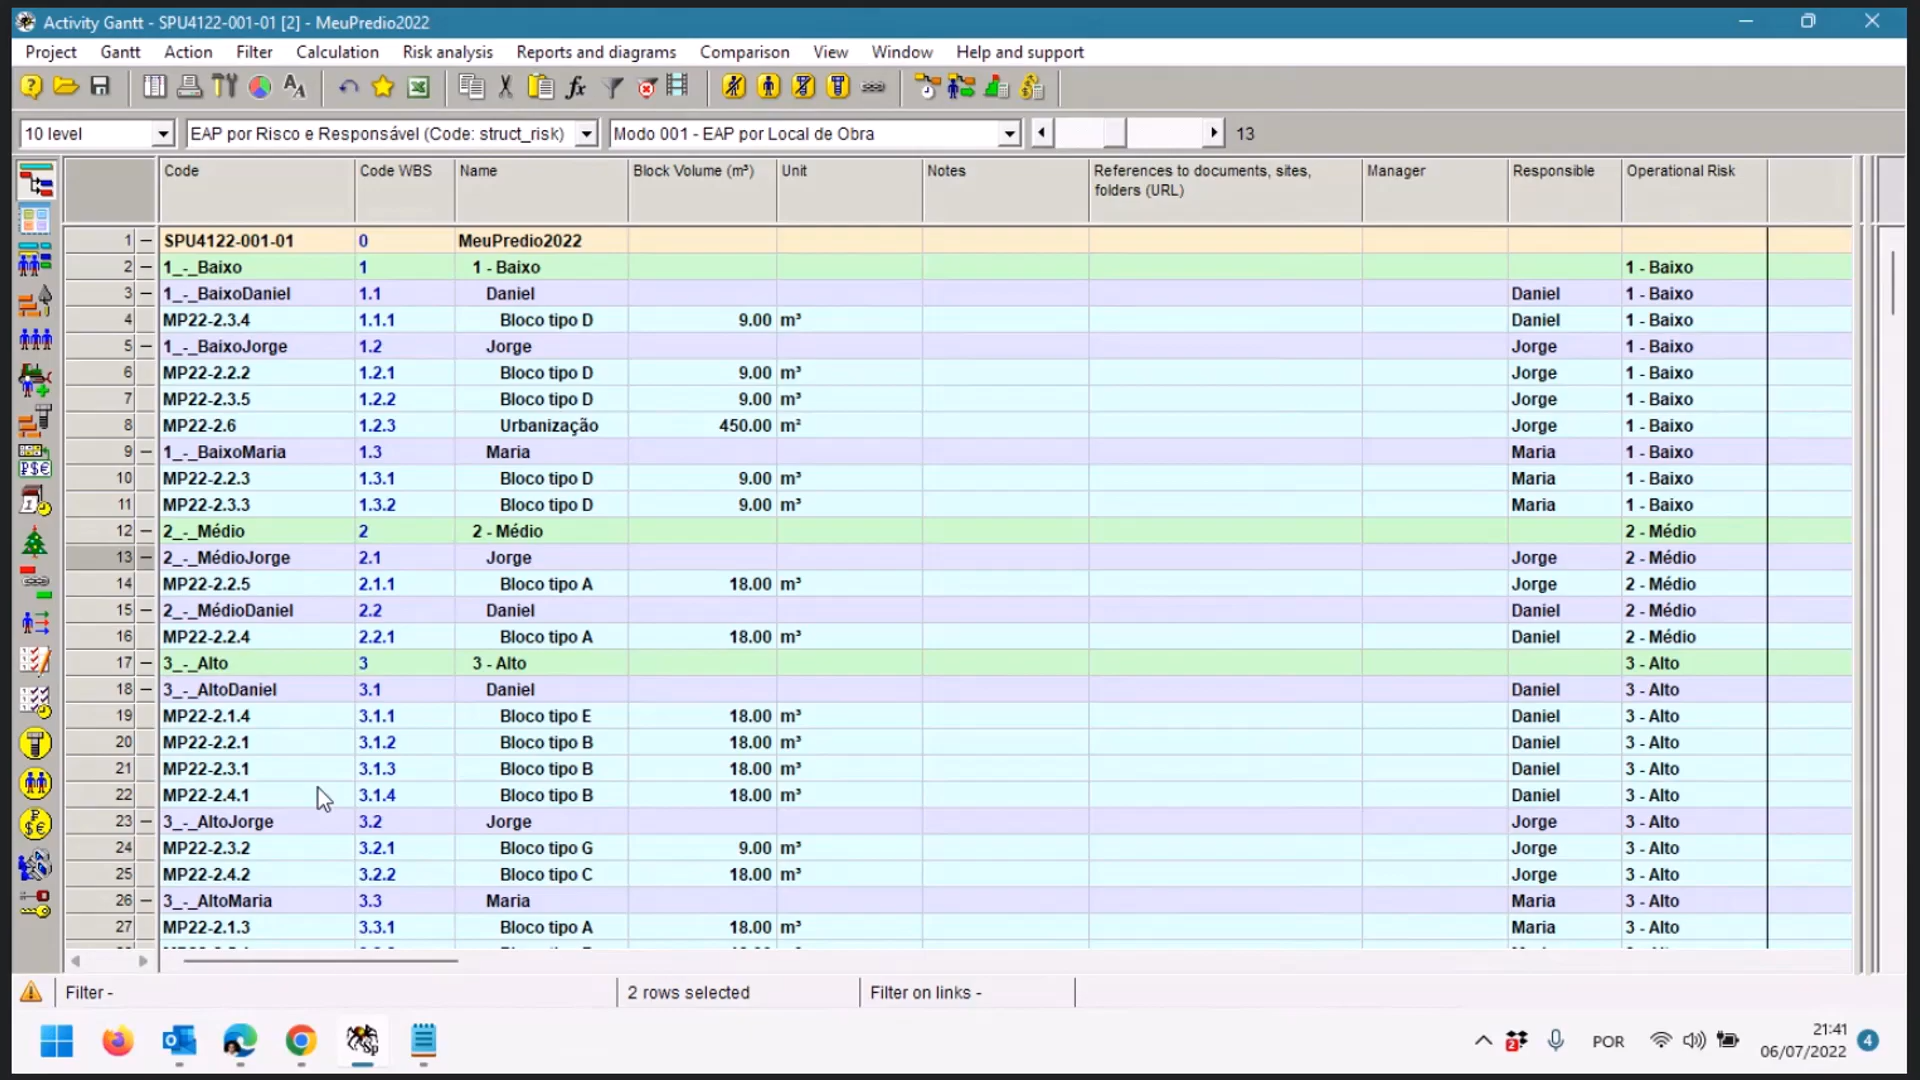 Activity Gantt - SPU4122-001-01 [2] - MeuPredio2022
Project Gantt Action Filter Calculation Risk analysis Reports and diagrams Comparison View Window Help and support
10 level EAP por Risco e Responsável (Code: struct_risk) Modo 001 - EAP por Local de Obra 13
Code Code WBS Name Block Volume (m³) Unit Notes References to documents, sites, folders (URL) Manager Responsible Operational Risk
1 SPU4122-001-01 0 MeuPredio2022
2 1_-_Baixo 1 1 - Baixo 1 - Baixo
3 1_-_BaixoDaniel 1.1 Daniel Daniel 1 - Baixo
4 MP22-2.3.4 1.1.1 Bloco tipo D 9.00 m³ Daniel 1 - Baixo
5 1_-_BaixoJorge 1.2 Jorge Jorge 1 - Baixo
6 MP22-2.2.2 1.2.1 Bloco tipo D 9.00 m³ Jorge 1 - Baixo
7 MP22-2.3.5 1.2.2 Bloco tipo D 9.00 m³ Jorge 1 - Baixo
8 MP22-2.6 1.2.3 Urbanização 450.00 m² Jorge 1 - Baixo
9 1_-_BaixoMaria 1.3 Maria Maria 1 - Baixo
10 MP22-2.2.3 1.3.1 Bloco tipo D 9.00 m³ Maria 1 - Baixo
11 MP22-2.3.3 1.3.2 Bloco tipo D 9.00 m³ Maria 1 - Baixo
12 2_-_Médio 2 2 - Médio 2 - Médio
13 2_-_MédioJorge 2.1 Jorge Jorge 2 - Médio
14 MP22-2.2.5 2.1.1 Bloco tipo A 18.00 m³ Jorge 2 - Médio
15 2_-_MédioDaniel 2.2 Daniel Daniel 2 - Médio
16 MP22-2.2.4 2.2.1 Bloco tipo A 18.00 m³ Daniel 2 - Médio
17 3_-_Alto 3 3 - Alto 3 - Alto
18 3_-_AltoDaniel 3.1 Daniel Daniel 3 - Alto
19 MP22-2.1.4 3.1.1 Bloco tipo E 18.00 m³ Daniel 3 - Alto
20 MP22-2.2.1 3.1.2 Bloco tipo B 18.00 m³ Daniel 3 - Alto
21 MP22-2.3.1 3.1.3 Bloco tipo B 18.00 m³ Daniel 3 - Alto
22 MP22-2.4.1 3.1.4 Bloco tipo B 18.00 m³ Daniel 3 - Alto
23 3_-_AltoJorge 3.2 Jorge Jorge 3 - Alto
24 MP22-2.3.2 3.2.1 Bloco tipo G 9.00 m³ Jorge 3 - Alto
25 MP22-2.4.2 3.2.2 Bloco tipo C 18.00 m³ Jorge 3 - Alto
26 3_-_AltoMaria 3.3 Maria Maria 3 - Alto
27 MP22-2.1.3 3.3.1 Bloco tipo A 18.00 m³ Maria 3 - Alto
Filter - 2 rows selected Filter on links -
POR 21:41 4
06/07/2022